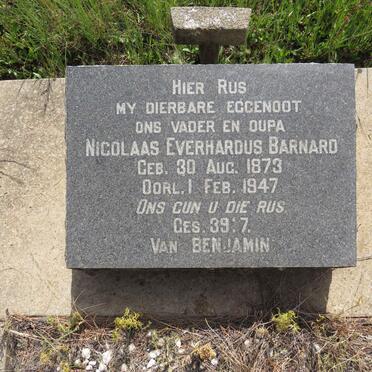 HIER RUS
MY DIERBARE EGGENOOT
ONS VADER EN OUPA
NICOLAAS EVERHARDUS BARNARD
GEB. 30 AUG. 1873
OORL. 1 FEB. 1947
ONS GUN U DIE RUS.
GES. 39:7.
VAN BENJAMIN